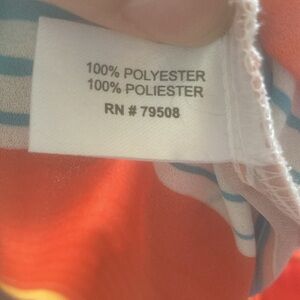 100% POLYESTER
100% POLIESTER
RN # 79508